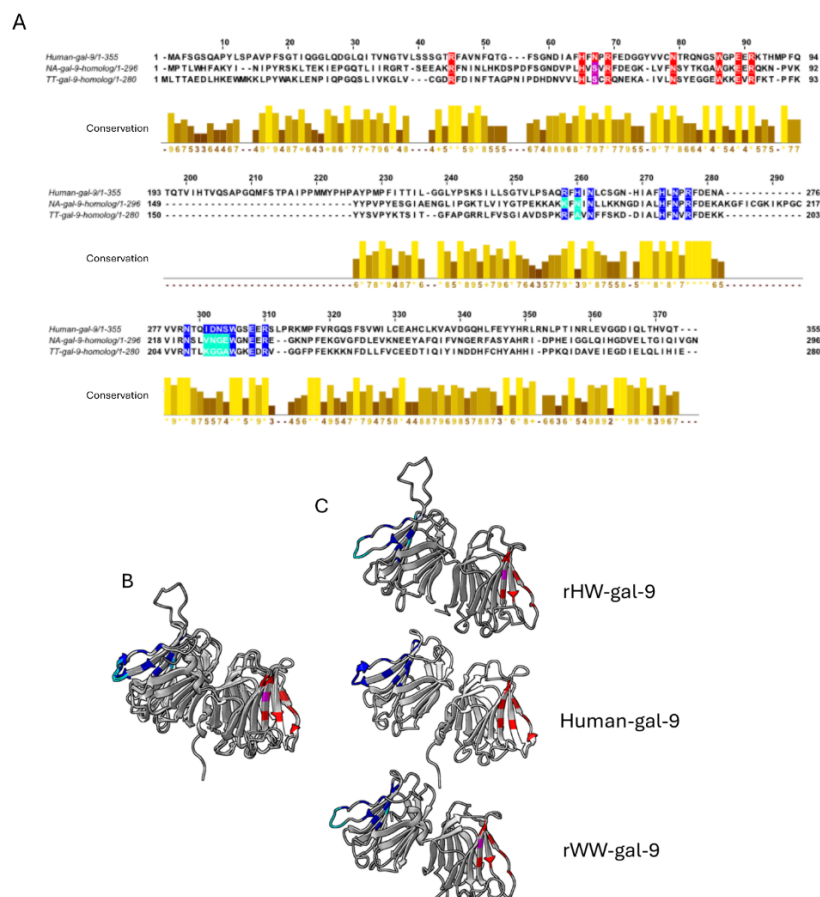 A
10 20 30 40 50 60 70 80 90
Human-gal-9/1-355 1 -MAFSGSQAPYLSPAVPFSGTIQGGLQDGLQITVNGTVLSSSGTRFAVNFQTG--FSGNDIAFHFNPRFEDGGYVVCNTRQNGSWGPEERKTHMPFQ 94
NA-gal-9-homolog/1-296 1 -MPTLWHFAKYI--NIPYRSKLTEKIEPGQTLIIRGRT-SEEAKRFNINLHKDSPDFSGNDVPLHVSVRFDEGK-LVFNSYTKGAWGKEERQKNP-VK 92
TT-gal-9-homolog/1-280 1 MLTTAEDLHKEWMKKLPYWAKLENPIQPGQSLIVKGLV--CGDRFDINFTAGPNIPDHDNVVLHLSCRQNEKA-IVLNSYEGGEWKKEVRFKT-PFK 93
Conservation
200 210 220 230 240 250 260 270 280
Human-gal-9/1-355 193 TQTVIHTVQSAPGQMFSTPAIPPMMYPHPAYPMPFITTIL-GGLYPSKSILLSGTVLPSAQRFHINLCSGN-HIAFHLNPRFDENA----------- 276
NA-gal-9-homolog/1-296 149 -----------------------------YYPVPYESGIAENGLIPGKTLVIYGTPEKKAKRFNINLLKKNGDIALHFNPRFDEKAKGFICGKIKPGC 217
TT-gal-9-homolog/1-280 150 -----------------------------YYSVPYKTSIT-GFAPGRRLFVSGIAVDSPKRFAVNFFSKD-DIALHFNVRFDEKK----------- 203
Conservation
300 310 320 330 340 350 360 370
Human-gal-9/1-355 277 VVRNTQIDNSWGSEERSLPRKMPFVRGQSFSVWILCEAHCLKVAVDGQHLFEYYHRLRNLPTINRLEVGGDIQLTHVQT-- 355
NA-gal-9-homolog/1-296 218 VIRNSLVNGEWGNEERE-GKNPFEKGVGFDLEVKNEEYAFQIFVNGERFASYAHRI-DPHEIGGLQIHGDVELTGIQIVGN 296
TT-gal-9-homolog/1-280 204 VIRNTLKGGAWGKEDRV-GGFPFEKKKNFDLLFVCEEDTIQIYINDDHFCHYAHHI-PPKQIDAVEIEGDIELQLIHIE-- 280
Conservation
B
C
rHW-gal-9
Human-gal-9
rWW-gal-9